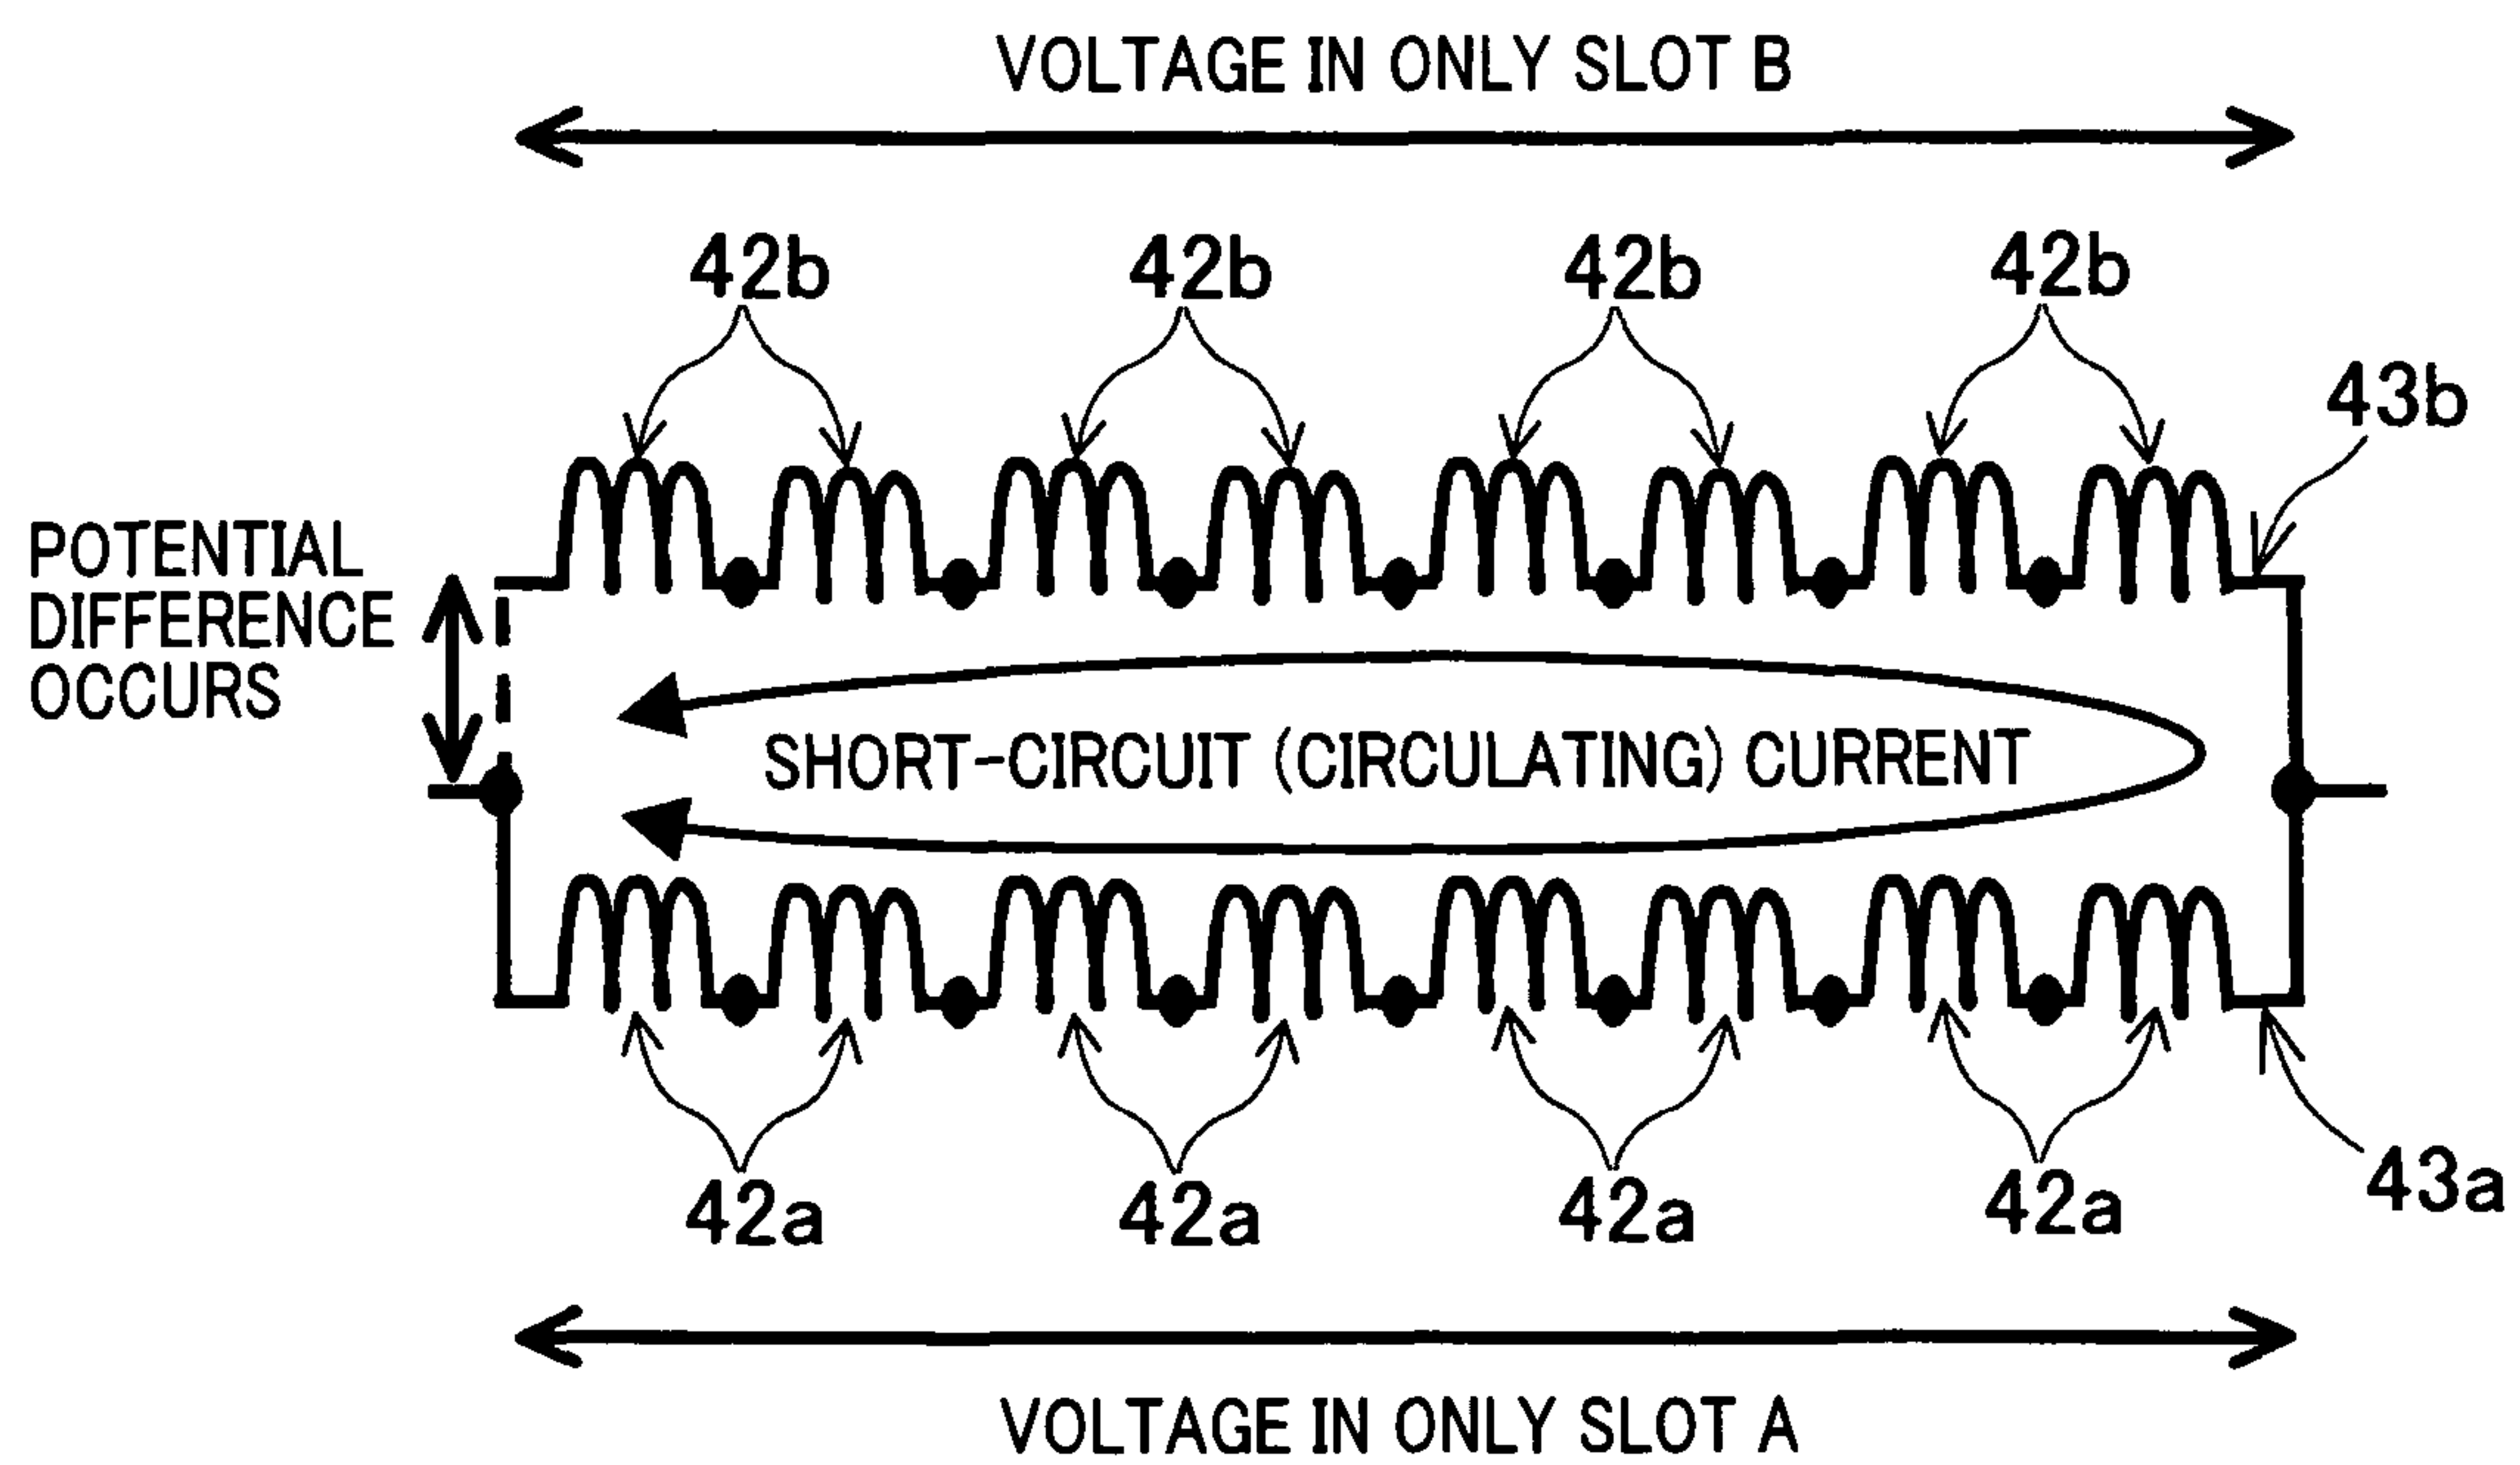 VOLTAGE IN ONLY SLOT B
42b 42b 42b 42b
43b
POTENTIAL
DIFFERENCE
OCCURS
SHORT-CIRCUIT (CIRCULATING) CURRENT
42a 42a 42a 42a
43a
VOLTAGE IN ONLY SLOT A